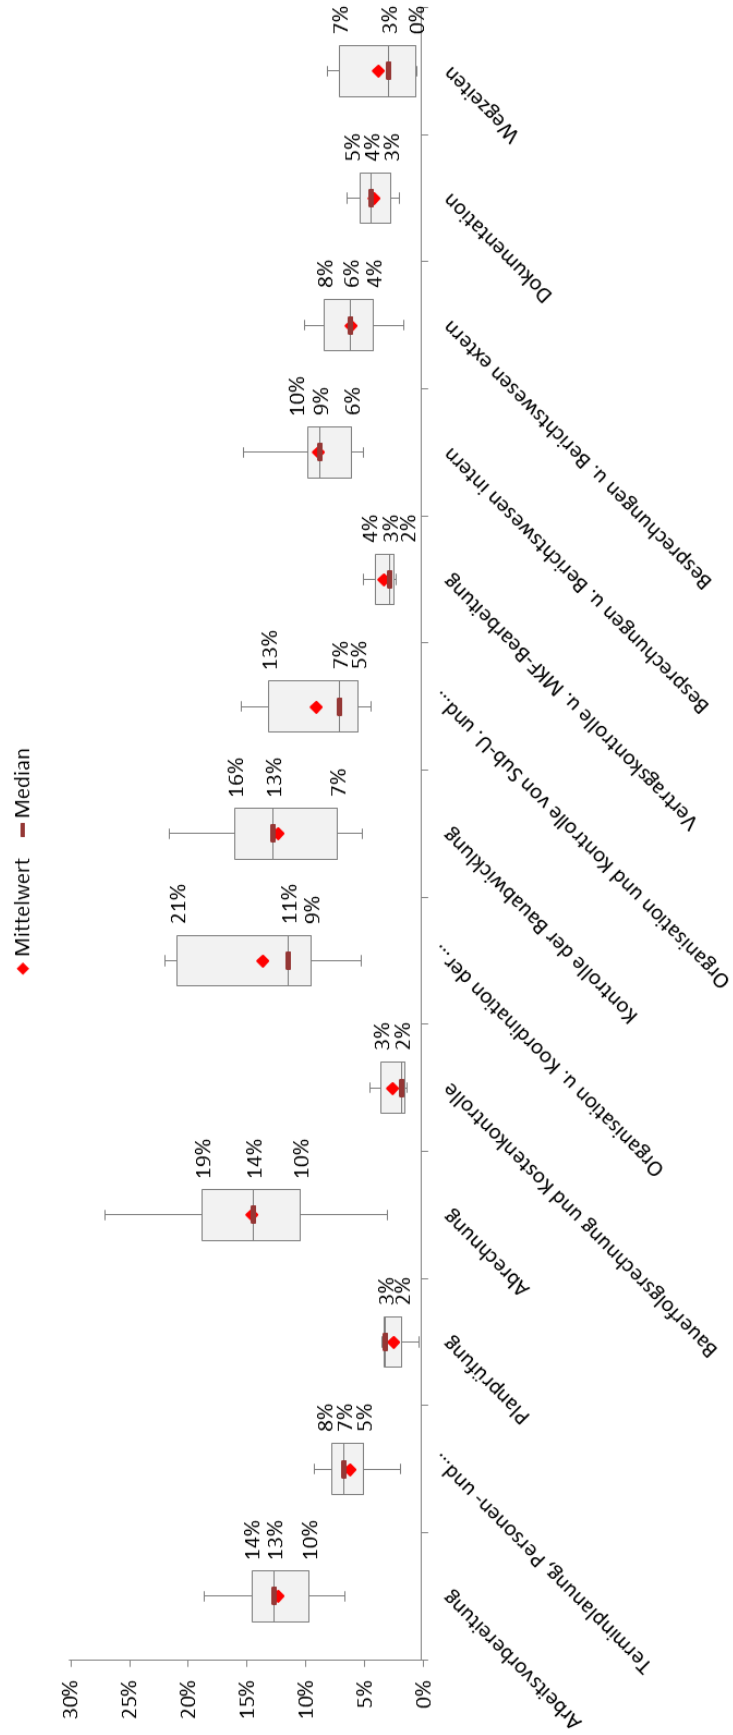 Mittelwert
Median
30%
25%
20%
15%
10%
5%
0%
14%
13%
10%
8%
7%
5%
3%
2%
19%
14%
10%
3%
2%
21%
11%
9%
16%
13%
7%
13%
7%
5%
4%
3%
2%
10%
9%
6%
8%
6%
4%
5%
4%
3%
7%
3%
0%
Arbeitsvorbereitung
Terminplanung, Personen- und...
Planprüfung
Abrechnung
Bauerfolgsrechnung und Kostenkontrolle
Organisation u. Koordination der...
Kontrolle der Bauabwicklung
Organisation und Kontrolle von Sub-U. und...
Vertragskontrolle u. MKF-Bearbeitung
Besprechungen u. Berichtswesen intern
Besprechungen u. Berichtswesen extern
Dokumentation
Wegzeiten